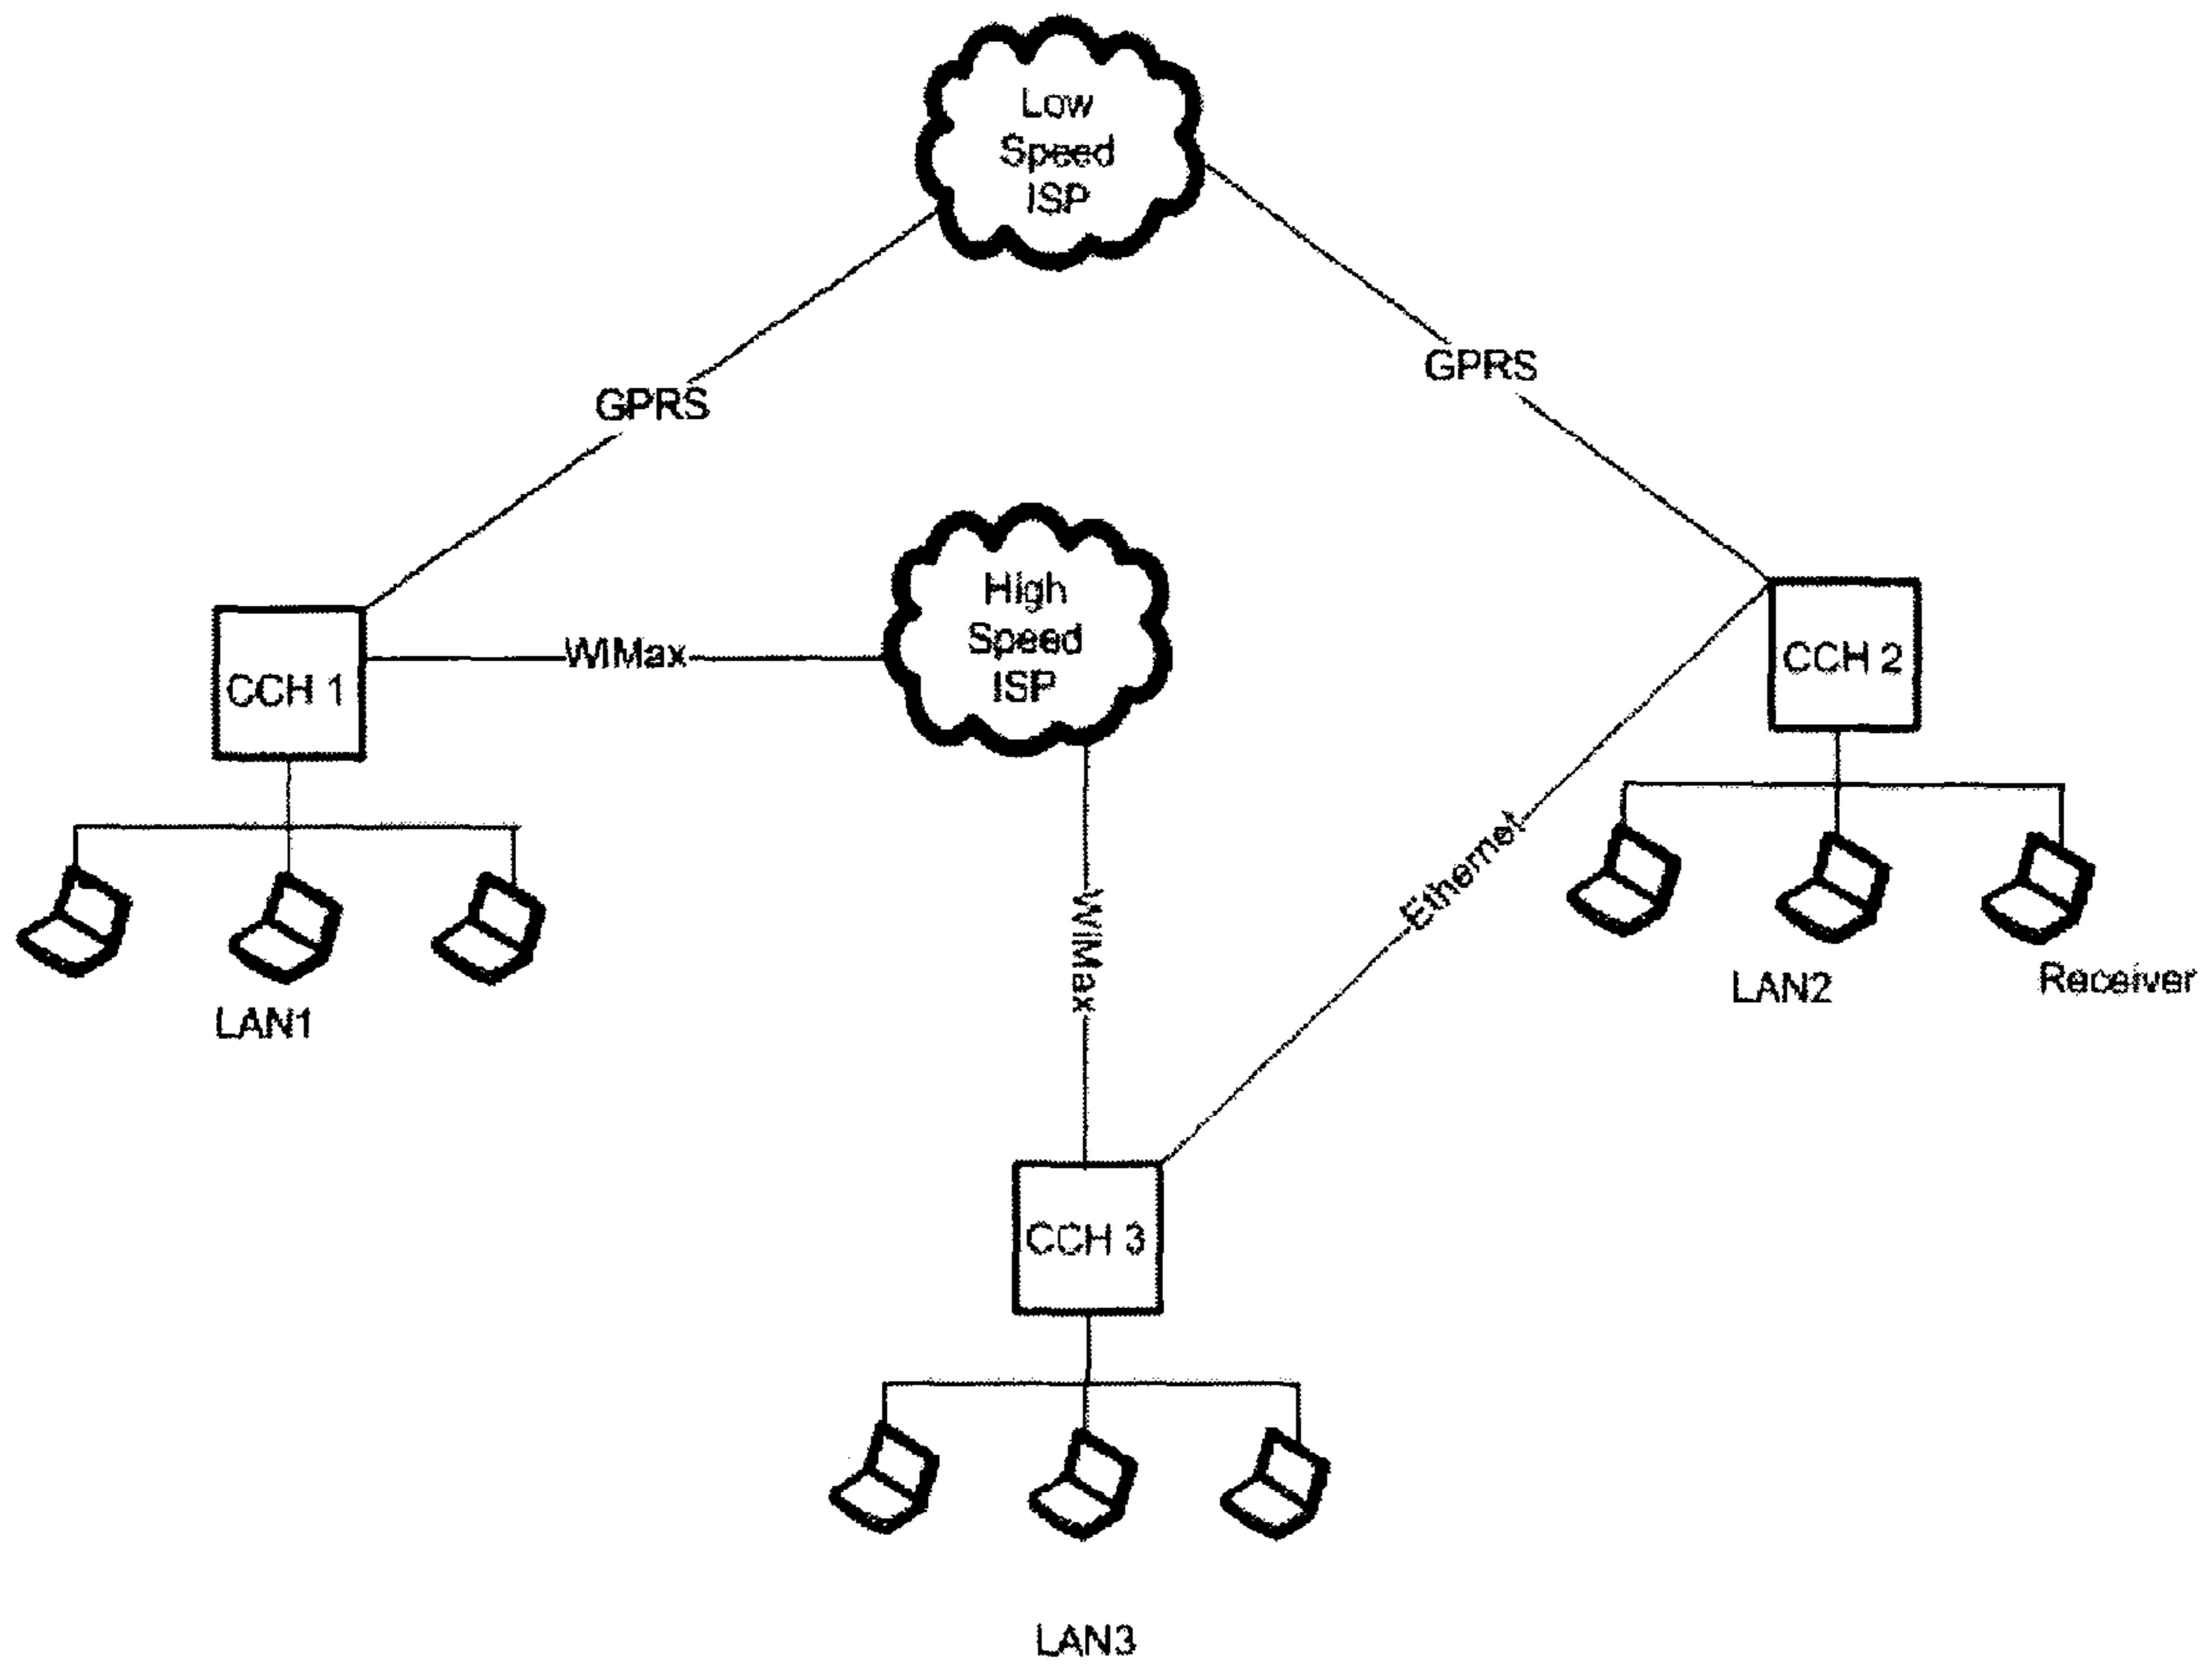 Low
Speed
ISP
GPRS
GPRS
High
Speed
ISP
WiMax
CCH 1
CCH 2
WiMax
Ethernet
LAN1
LAN2
Receiver
CCH 3
LAN3